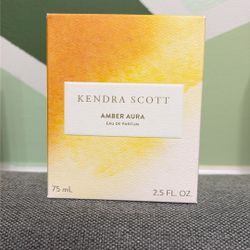 KENDRA SCOTT
AMBER AURA
EAU DE PARFUM
75 mL 2.5 FL. OZ.